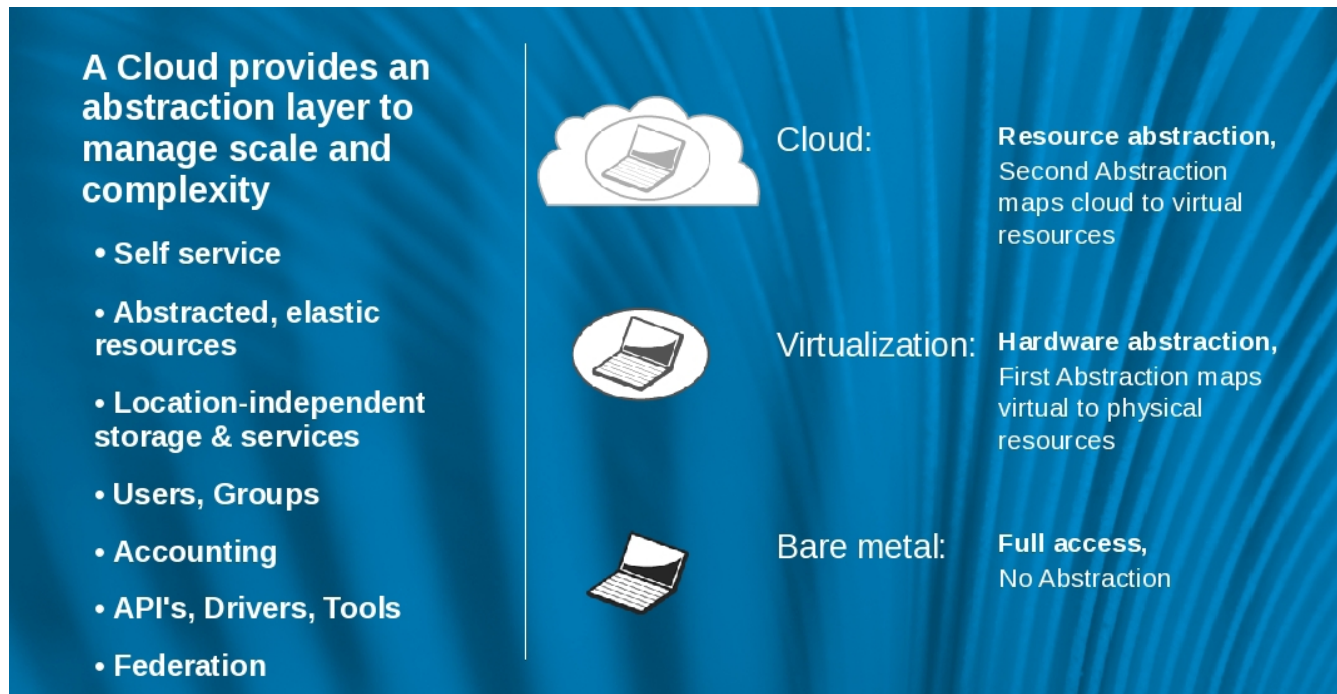 A Cloud provides an
abstraction layer to
manage scale and
complexity
• Self service
• Abstracted, elastic
resources
• Location-independent
storage & services
• Users, Groups
• Accounting
• API's, Drivers, Tools
• Federation
Cloud:
Resource abstraction,
Second Abstraction
maps cloud to virtual
resources
Virtualization:
Hardware abstraction,
First Abstraction maps
virtual to physical
resources
Bare metal:
Full access,
No Abstraction